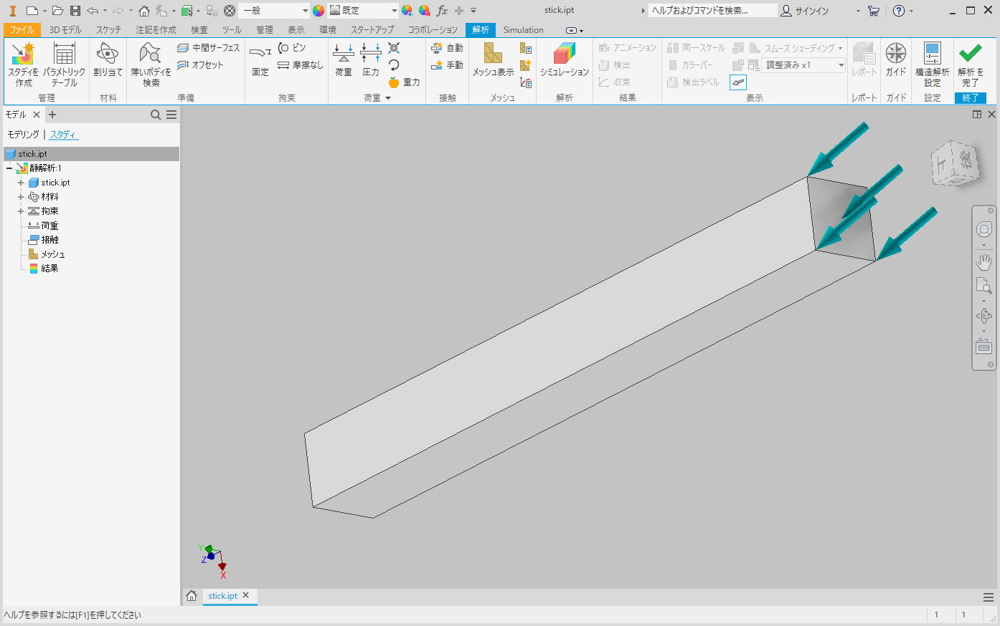 一般
既定
fx
stick.ipt
ヘルプおよびコマンドを検索...
サインイン
ファイル 3D モデル スケッチ 注記を作成 検査 ツール 管理 表示 環境 スタートアップ コラボレーション 解析 Simulation
スタディを作成
パラメトリックテーブル
管理
割り当て
材料
薄いボディを検索
中間サーフェス
オフセット
準備
固定
ピン
摩擦なし
拘束
荷重
圧力
重力
荷重
自動
手動
接触
メッシュ表示
メッシュ
シミュレーション
解析
アニメーション
検出
収束
結果
同一スケール
カラーバー
検出ラベル
スムーズ シェーディング
調整済み x1
表示
レポート
レポート
ガイド
ガイド
構造解析設定
設定
解析 を完了
終了
モデル
モデリング
スタディ
stick.ipt
静解析:1
stick.ipt
材料
拘束
荷重
接触
メッシュ
結果
上
後
Y
Z
X
stick.ipt
ヘルプを参照するには[F1]を押してください
1
1